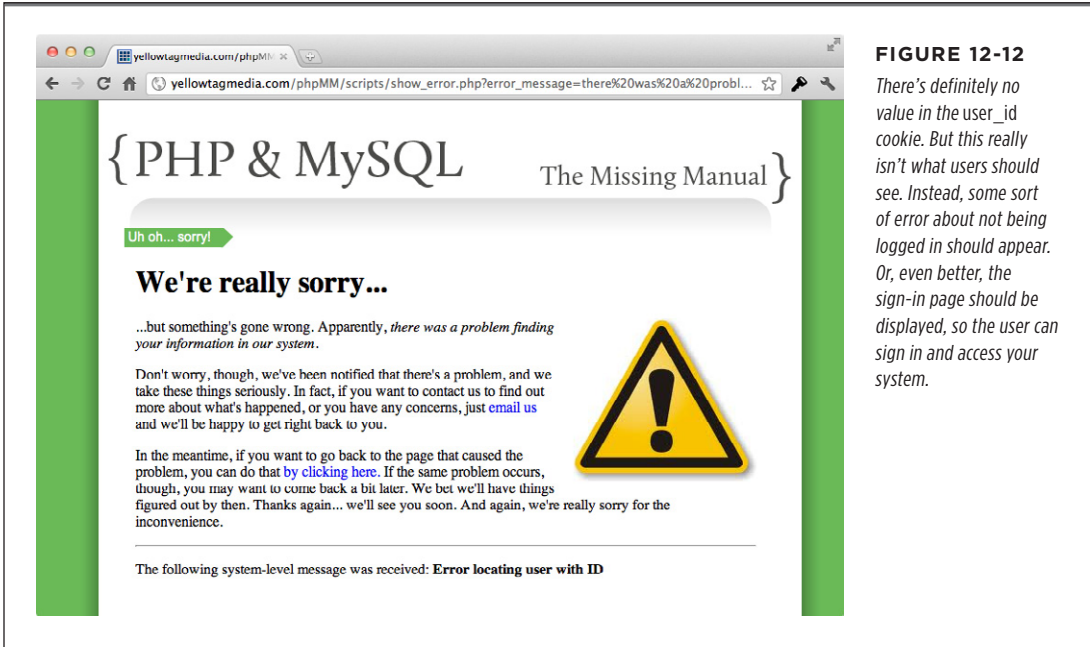 yellowtagmedia.com/phpMM
yellowtagmedia.com/phpMM/scripts/show_error.php?error_message=there%20was%20a%20probl...
{PHP & MySQL
The Missing Manual}
Uh oh... sorry!
We're really sorry...
...but something's gone wrong. Apparently, there was a problem finding
your information in our system.
Don't worry, though, we've been notified that there's a problem, and we
take these things seriously. In fact, if you want to contact us to find out
more about what's happened, or you have any concerns, just email us
and we'll be happy to get right back to you.
In the meantime, if you want to go back to the page that caused the
problem, you can do that by clicking here. If the same problem occurs,
though, you may want to come back a bit later. We bet we'll have things
figured out by then. Thanks again... we'll see you soon. And again, we're really sorry for the
inconvenience.
The following system-level message was received: Error locating user with ID
FIGURE 12-12
There's definitely no
value in the user_id
cookie. But this really
isn't what users should
see. Instead, some sort
of error about not being
logged in should appear.
Or, even better, the
sign-in page should be
displayed, so the user can
sign in and access your
system.